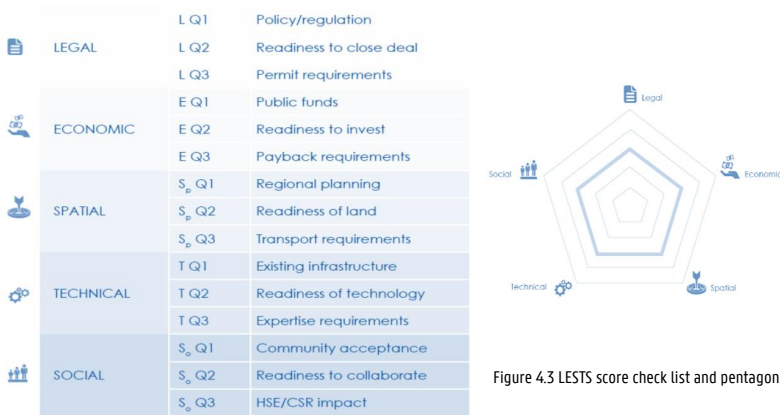 L Q1 Policy/regulation
LEGAL L Q2 Readiness to close deal
L Q3 Permit requirements
E Q1 Public funds
ECONOMIC E Q2 Readiness to invest
E Q3 Payback requirements
Sp Q1 Regional planning
SPATIAL Sp Q2 Readiness of land
Sp Q3 Transport requirements
T Q1 Existing infrastructure
TECHNICAL T Q2 Readiness of technology
T Q3 Expertise requirements
So Q1 Community acceptance
SOCIAL So Q2 Readiness to collaborate
So Q3 HSE/CSR impact
Legal
Social
Economic
Technical
Spatial
Figure 4.3 LESTS score check list and pentagon